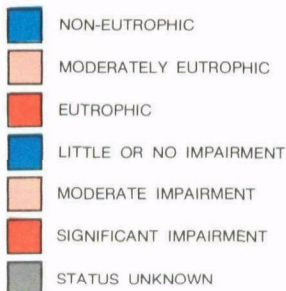 NON-EUTROPHIC
MODERATELY EUTROPHIC
EUTROPHIC
LITTLE OR NO IMPAIRMENT
MODERATE IMPAIRMENT
SIGNIFICANT IMPAIRMENT
STATUS UNKNOWN